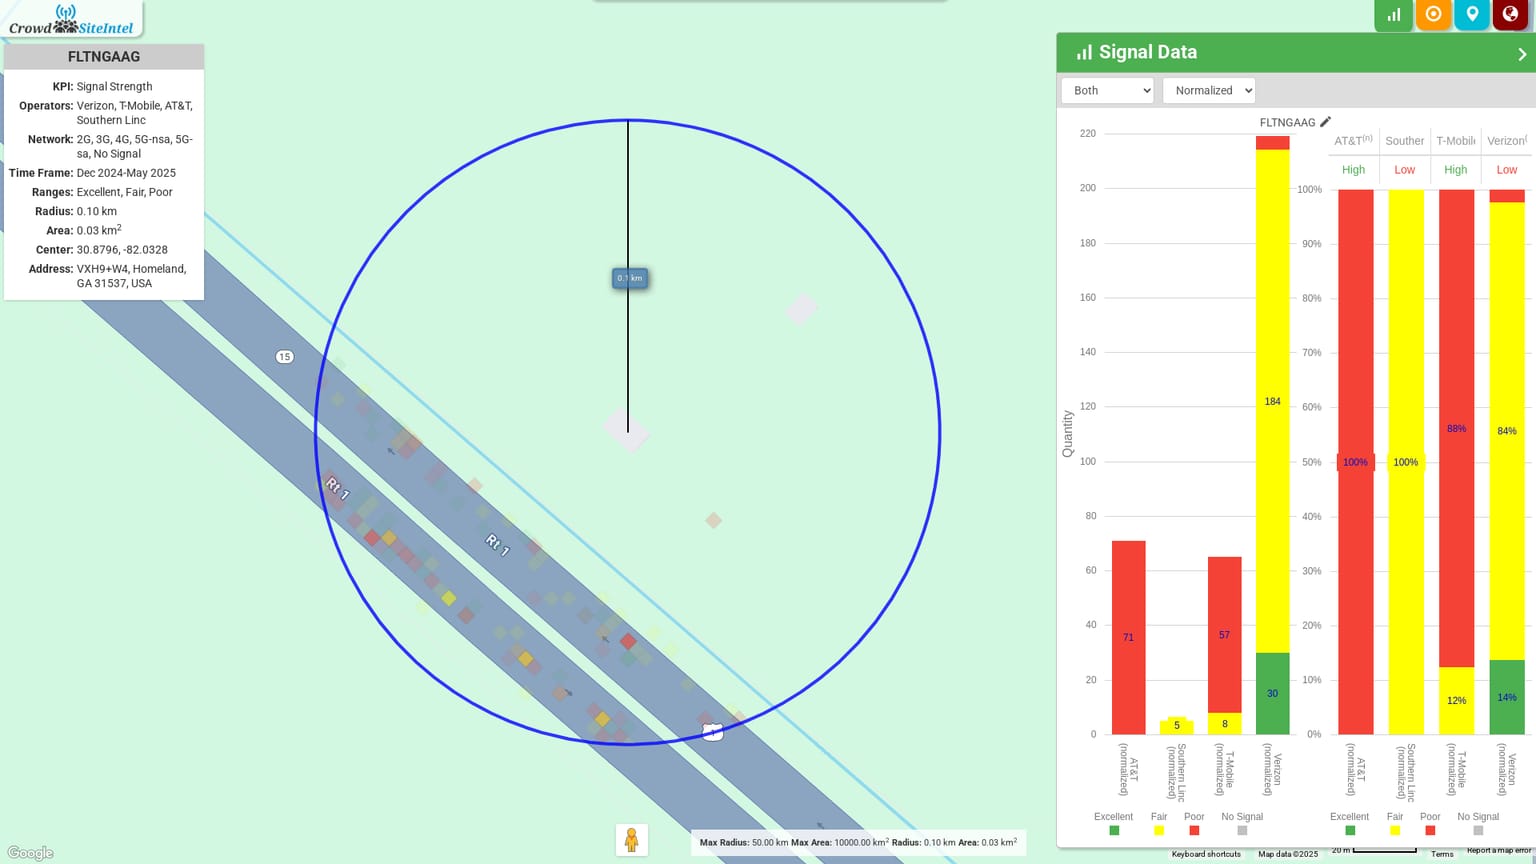 Crowd SiteIntel
FLTNGAAG
KPI: Signal Strength
Operators: Verizon, T-Mobile, AT&T,
Southern Linc
Network: 2G, 3G, 4G, 5G-nsa, 5G-
sa, No Signal
Time Frame: Dec 2024-May 2025
Ranges: Excellent, Fair, Poor
Radius: 0.10 km
Area: 0.03 km2
Center: 30.8796, -82.0328
Address: VXH9+W4, Homeland,
GA 31537, USA
0.1 km
15
Rt 1
Rt 1
1
Google
Max Radius: 50.00 km Max Area: 10000.00 km2 Radius: 0.10 km Area: 0.03 km2
Signal Data
Both
Normalized
FLTNGAAG
Quantity
220
200
180
160
140
120
100
80
60
40
20
0
71
5
57
8
184
30
AT&T (normalized)
Southern Linc (normalized)
T-Mobile (normalized)
Verizon (normalized)
Excellent Fair Poor No Signal
AT&T(n) Souther T-Mobile Verizon(
High Low High Low
100%
90%
80%
70%
60%
50%
40%
30%
20%
10%
0%
100%
100%
88%
12%
84%
14%
AT&T (normalized)
Southern Linc (normalized)
T-Mobile (normalized)
Verizon (normalized)
Excellent Fair Poor No Signal
Keyboard shortcuts Map data ©2025 20 m Terms Report a map error